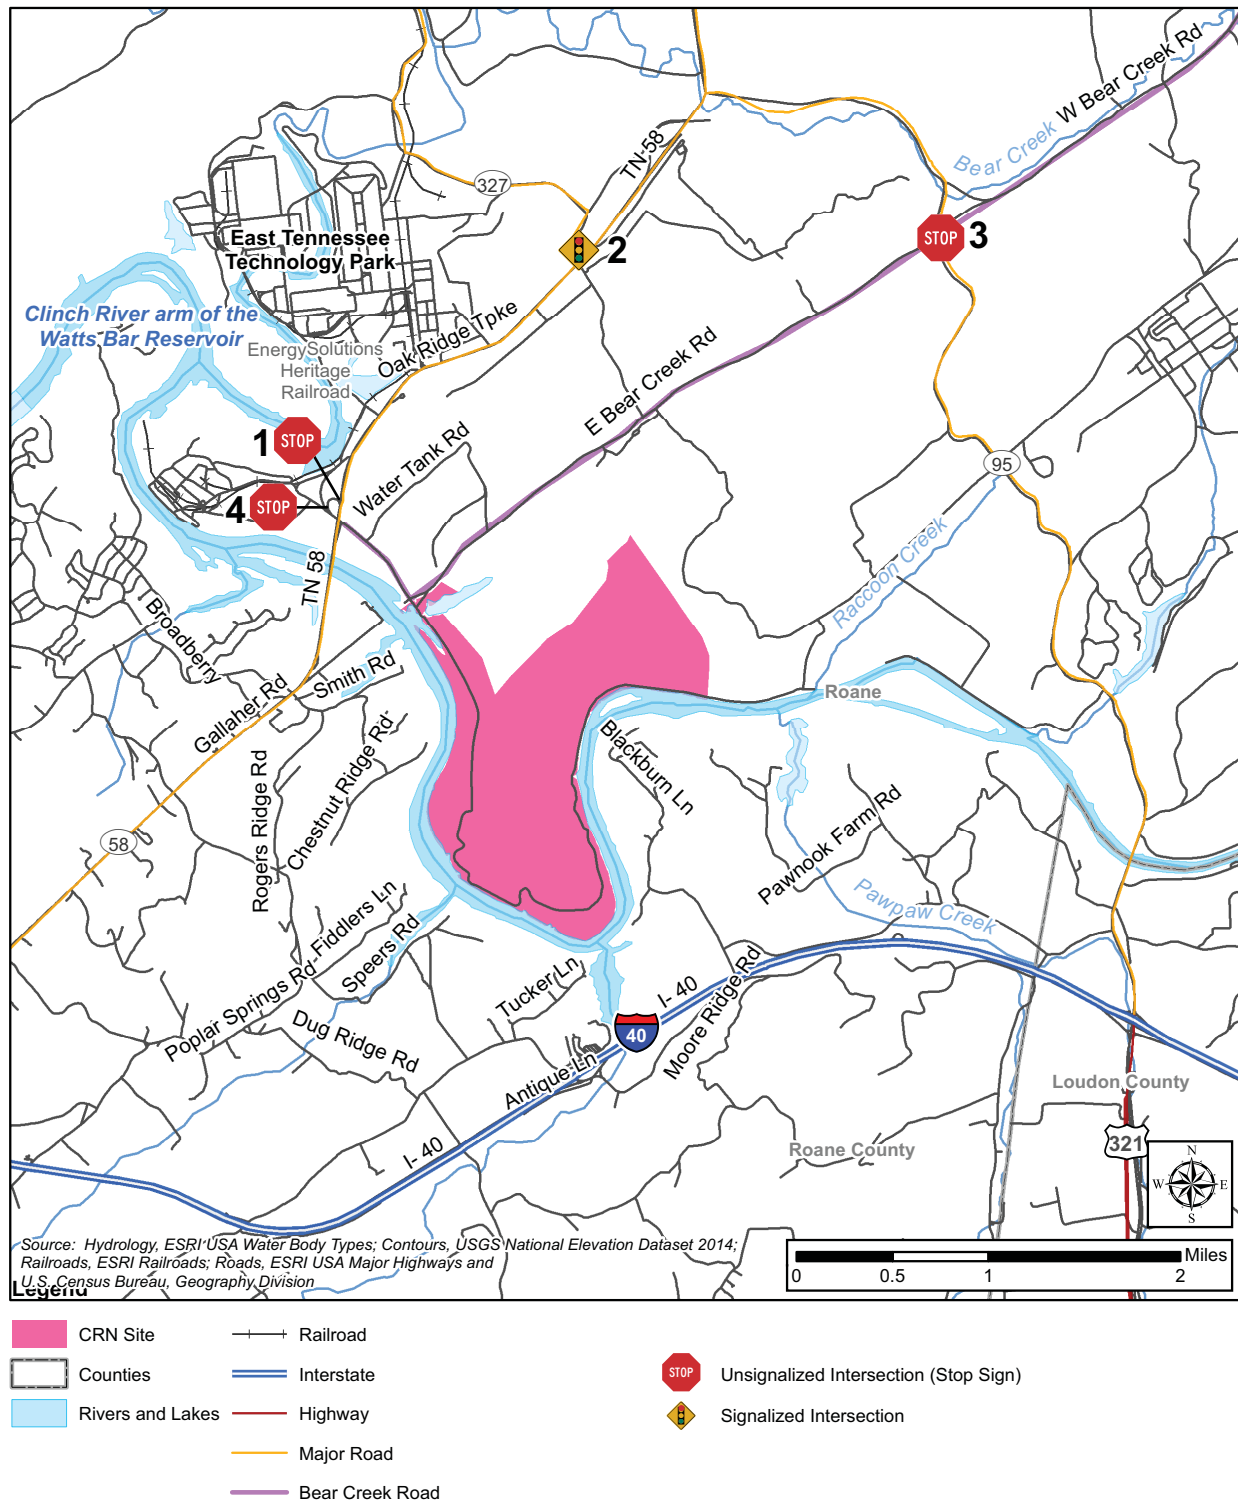 W Bear Creek Rd
Bear Creek
TN-58
327
STOP 3
2
East Tennessee
Technology Park
Clinch River arm of the
Watts Bar Reservoir
EnergySolutions
Heritage
Railroad
Oak Ridge Tpke
E Bear Creek Rd
1 STOP
Water Tank Rd
95
4 STOP
Raccoon Creek
TN 58
Broadberry
Smith Rd
Gallaher Rd
Roane
Blackburn Ln
Chestnut Ridge Rd
Rogers Ridge Rd
58
Pawnook Farm Rd
Pawpaw Creek
Fiddlers Ln
Speers Rd
Poplar Springs Rd
Tucker Ln
I- 40
Moore Ridge Rd
Dug Ridge Rd
40
Antique Ln
Loudon County
I- 40
Roane County
321
N
W E
S
Source: Hydrology, ESRI USA Water Body Types; Contours, USGS National Elevation Dataset 2014;
Railroads, ESRI Railroads; Roads, ESRI USA Major Highways and
U.S. Census Bureau, Geography Division
Miles
0 0.5 1 2
Legend
CRN Site
Counties
Rivers and Lakes
Railroad
Interstate
Highway
Major Road
Bear Creek Road
STOP Unsignalized Intersection (Stop Sign)
Signalized Intersection